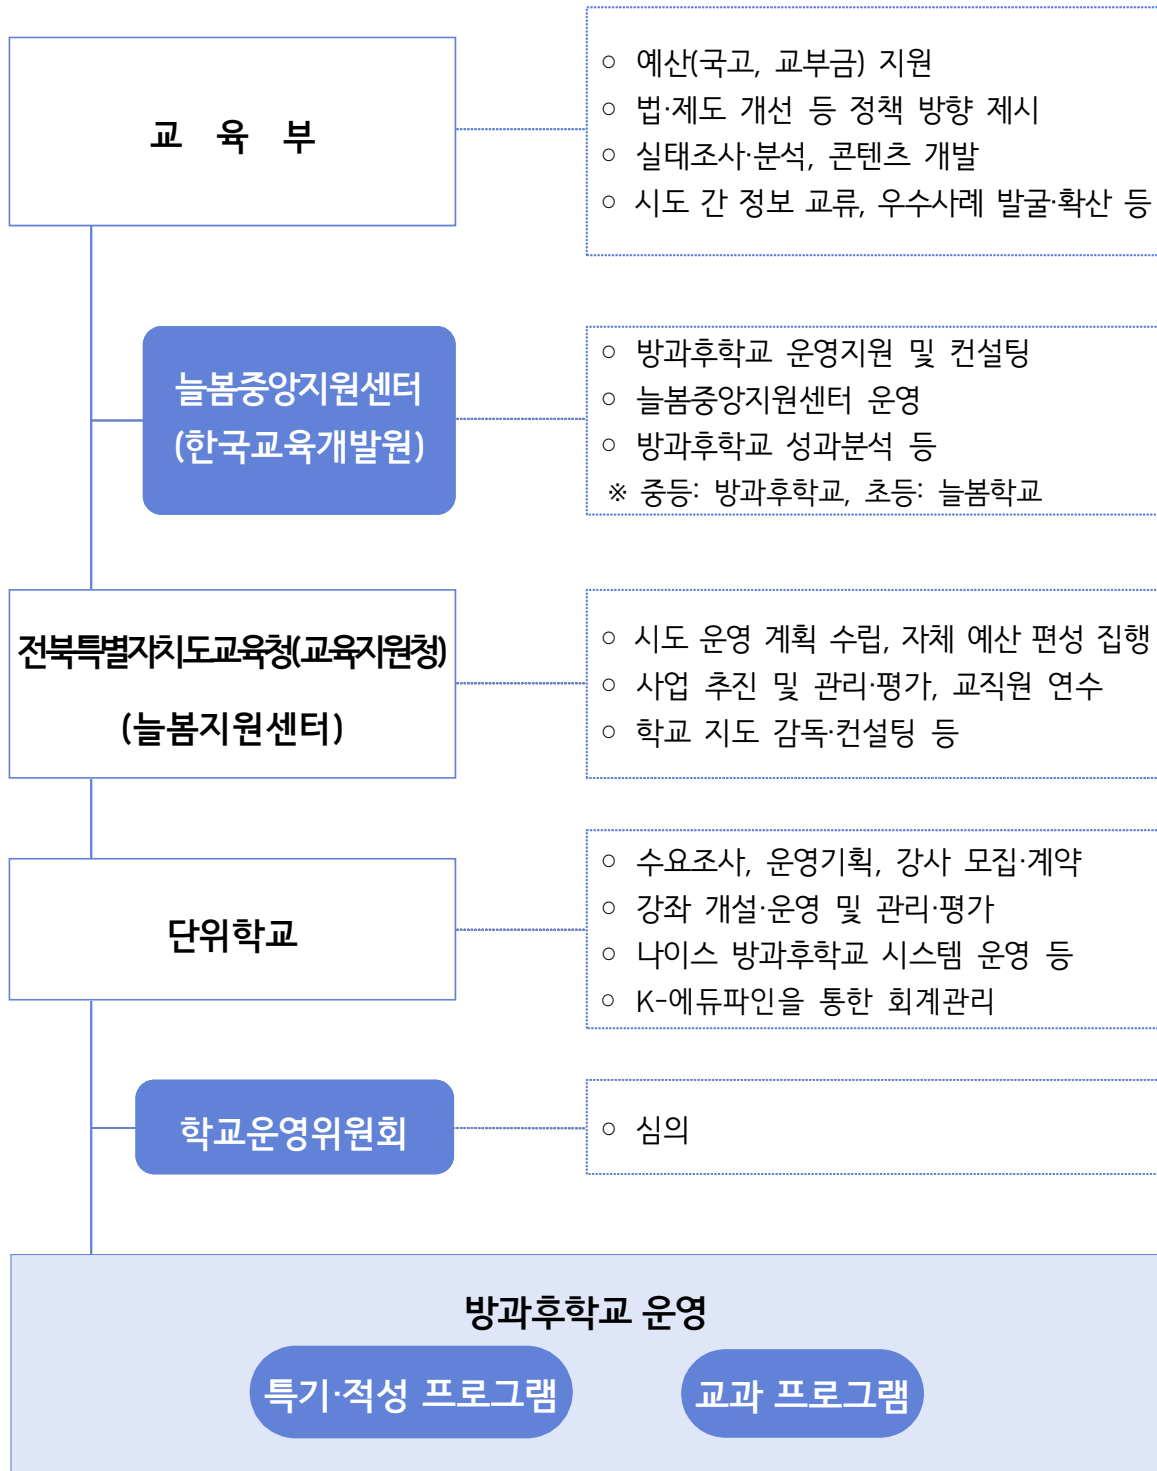 교 육 부
○ 예산(국고, 교부금) 지원
○ 법·제도 개선 등 정책 방향 제시
○ 실태조사·분석, 콘텐츠 개발
○ 시도 간 정보 교류, 우수사례 발굴·확산 등
늘봄중앙지원센터
(한국교육개발원)
○ 방과후학교 운영지원 및 컨설팅
○ 늘봄중앙지원센터 운영
○ 방과후학교 성과분석 등
※ 중등: 방과후학교, 초등: 늘봄학교
전북특별자치도교육청(교육지원청)
(늘봄지원센터)
○ 시도 운영 계획 수립, 자체 예산 편성 집행
○ 사업 추진 및 관리·평가, 교직원 연수
○ 학교 지도 감독·컨설팅 등
단위학교
○ 수요조사, 운영기획, 강사 모집·계약
○ 강좌 개설·운영 및 관리·평가
○ 나이스 방과후학교 시스템 운영 등
○ K-에듀파인을 통한 회계관리
학교운영위원회
○ 심의
방과후학교 운영
특기·적성 프로그램
교과 프로그램